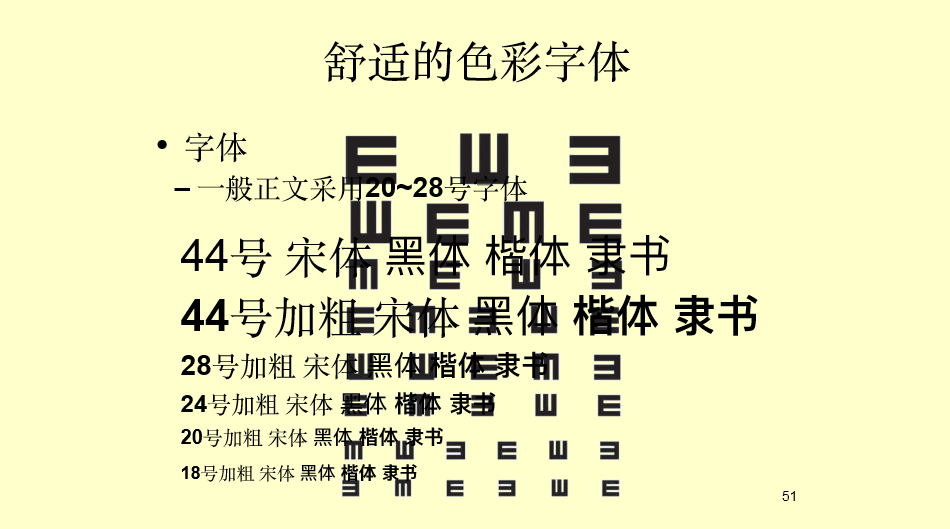 舒适的色彩字体
• 字体
– 一般正文采用20~28号字体
44号 宋体 黑体 楷体 隶书
44号加粗 宋体 黑体 楷体 隶书
28号加粗 宋体 黑体 楷体 隶书
24号加粗 宋体 黑体 楷体 隶书
20号加粗 宋体 黑体 楷体 隶书
18号加粗 宋体 黑体 楷体 隶书
51